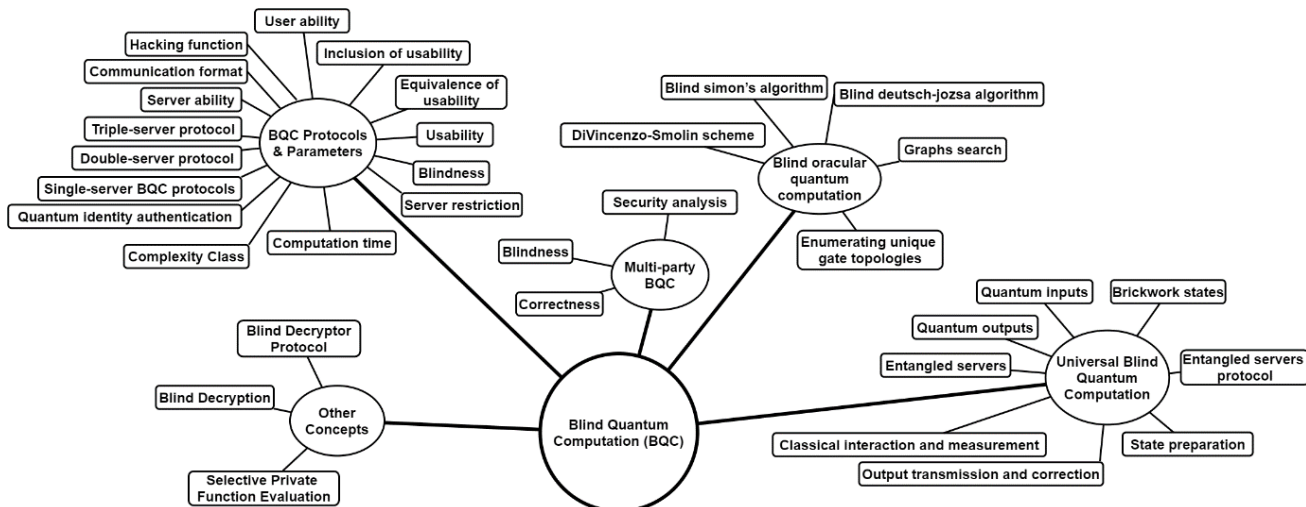 User ability
Hacking function
Inclusion of usability
Communication format
Equivalence of
usability
Server ability
Triple-server protocol
BQC Protocols
& Parameters
Usability
Double-server protocol
Blindness
Single-server BQC protocols
Server restriction
Quantum identity authentication
Computation time
Complexity Class
Blind simon's algorithm
Blind deutsch-jozsa algorithm
DiVincenzo-Smolin scheme
Graphs search
Blind oracular
quantum
computation
Enumerating unique
gate topologies
Security analysis
Blindness
Multi-party
BQC
Correctness
Quantum inputs
Brickwork states
Quantum outputs
Entangled servers
Universal Blind
Quantum
Computation
Entangled servers
protocol
Classical interaction and measurement
State preparation
Output transmission and correction
Blind Decryptor
Protocol
Blind Decryption
Other
Concepts
Selective Private
Function Evaluation
Blind Quantum
Computation (BQC)